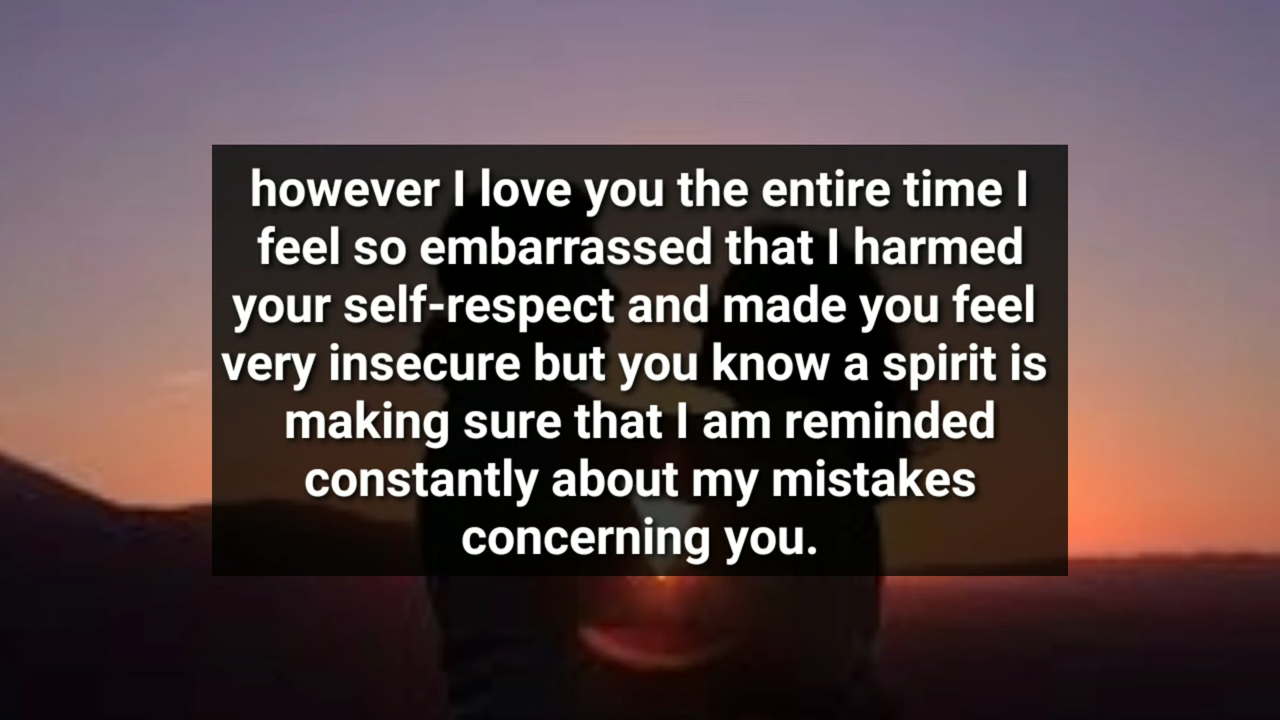 however I love you the entire time I
feel so embarrassed that I harmed
your self-respect and made you feel
very insecure but you know a spirit is
making sure that I am reminded
constantly about my mistakes
concerning you.